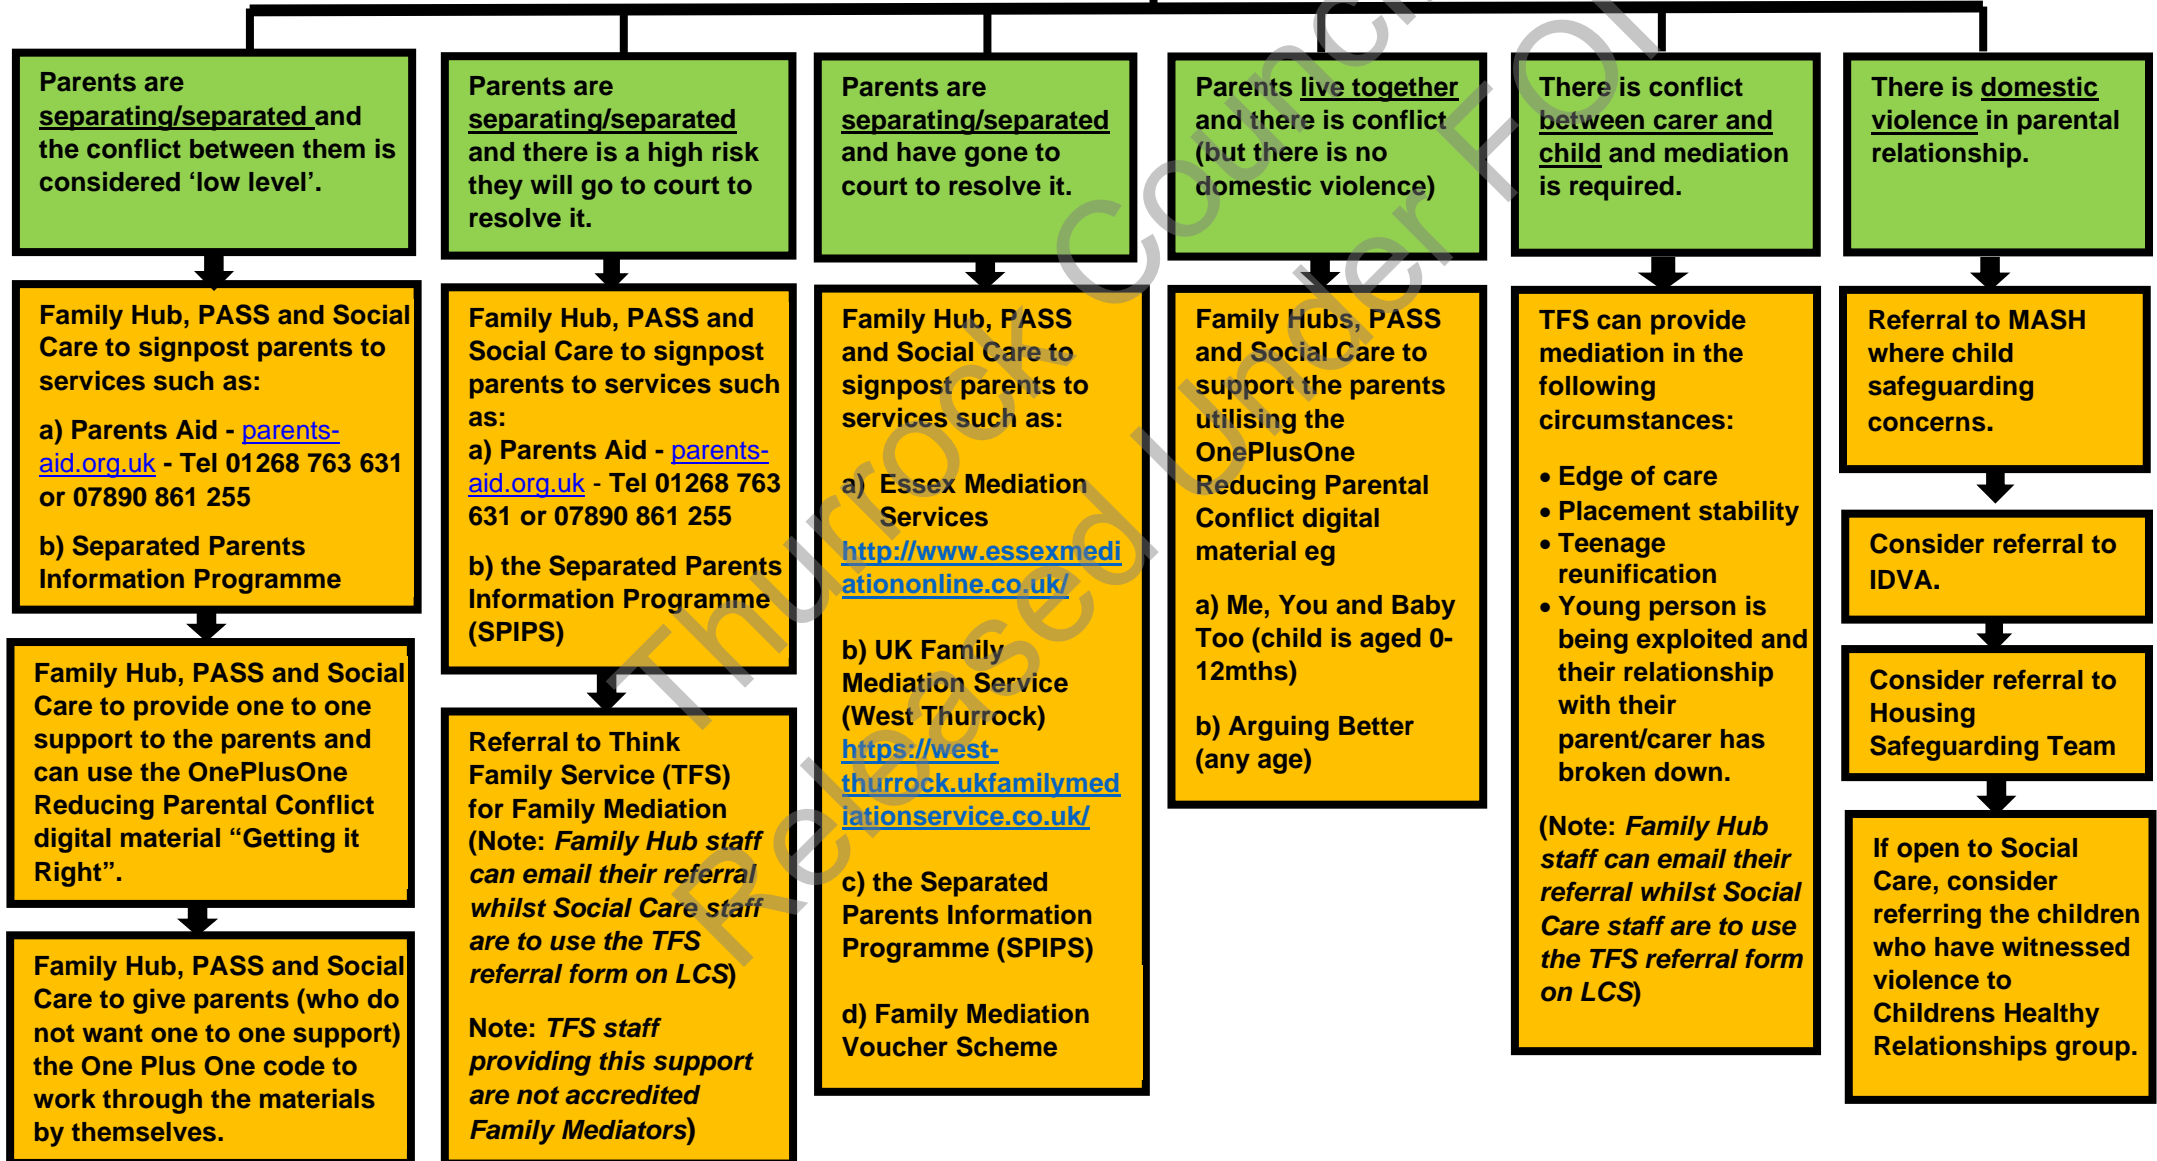 Parents are
separating/separated and
the conflict between them is
considered ‘low level’.
Family Hub, PASS and Social
Care to signpost parents to
services such as:
a) Parents Aid - parents-
aid.org.uk - Tel 01268 763 631
or 07890 861 255
b) Separated Parents
Information Programme
Family Hub, PASS and Social
Care to provide one to one
support to the parents and
can use the OnePlusOne
Reducing Parental Conflict
digital material “Getting it
Right”.
Family Hub, PASS and Social
Care to give parents (who do
not want one to one support)
the One Plus One code to
work through the materials
by themselves.
Parents are
separating/separated
and there is a high risk
they will go to court to
resolve it.
Family Hub, PASS and
Social Care to signpost
parents to services such
as:
a) Parents Aid - parents-
aid.org.uk - Tel 01268 763
631 or 07890 861 255
b) the Separated Parents
Information Programme
(SPIPS)
Referral to Think
Family Service (TFS)
for Family Mediation
(Note: Family Hub staff
can email their referral
whilst Social Care staff
are to use the TFS
referral form on LCS)
Note: TFS staff
providing this support
are not accredited
Family Mediators)
Parents are
separating/separated
and have gone to
court to resolve it.
Family Hub, PASS
and Social Care to
signpost parents to
services such as:
a) Essex Mediation
Services
http://www.essexmedi
ationonline.co.uk/
b) UK Family
Mediation Service
(West Thurrock)
https://west-
thurrock.ukfamilymed
iationservice.co.uk/
c) the Separated
Parents Information
Programme (SPIPS)
d) Family Mediation
Voucher Scheme
Parents live together
and there is conflict
(but there is no
domestic violence)
Family Hubs, PASS
and Social Care to
support the parents
utilising the
OnePlusOne
Reducing Parental
Conflict digital
material eg
a) Me, You and Baby
Too (child is aged 0-
12mths)
b) Arguing Better
(any age)
There is conflict
between carer and
child and mediation
is required.
TFS can provide
mediation in the
following
circumstances:
• Edge of care
• Placement stability
• Teenage
reunification
• Young person is
being exploited and
their relationship
with their
parent/carer has
broken down.
(Note: Family Hub
staff can email their
referral whilst Social
Care staff are to use
the TFS referral form
on LCS)
There is domestic
violence in parental
relationship.
Referral to MASH
where child
safeguarding
concerns.
Consider referral to
IDVA.
Consider referral to
Housing
Safeguarding Team
If open to Social
Care, consider
referring the children
who have witnessed
violence to
Childrens Healthy
Relationships group.
Thurrock Council
Released Under FOI